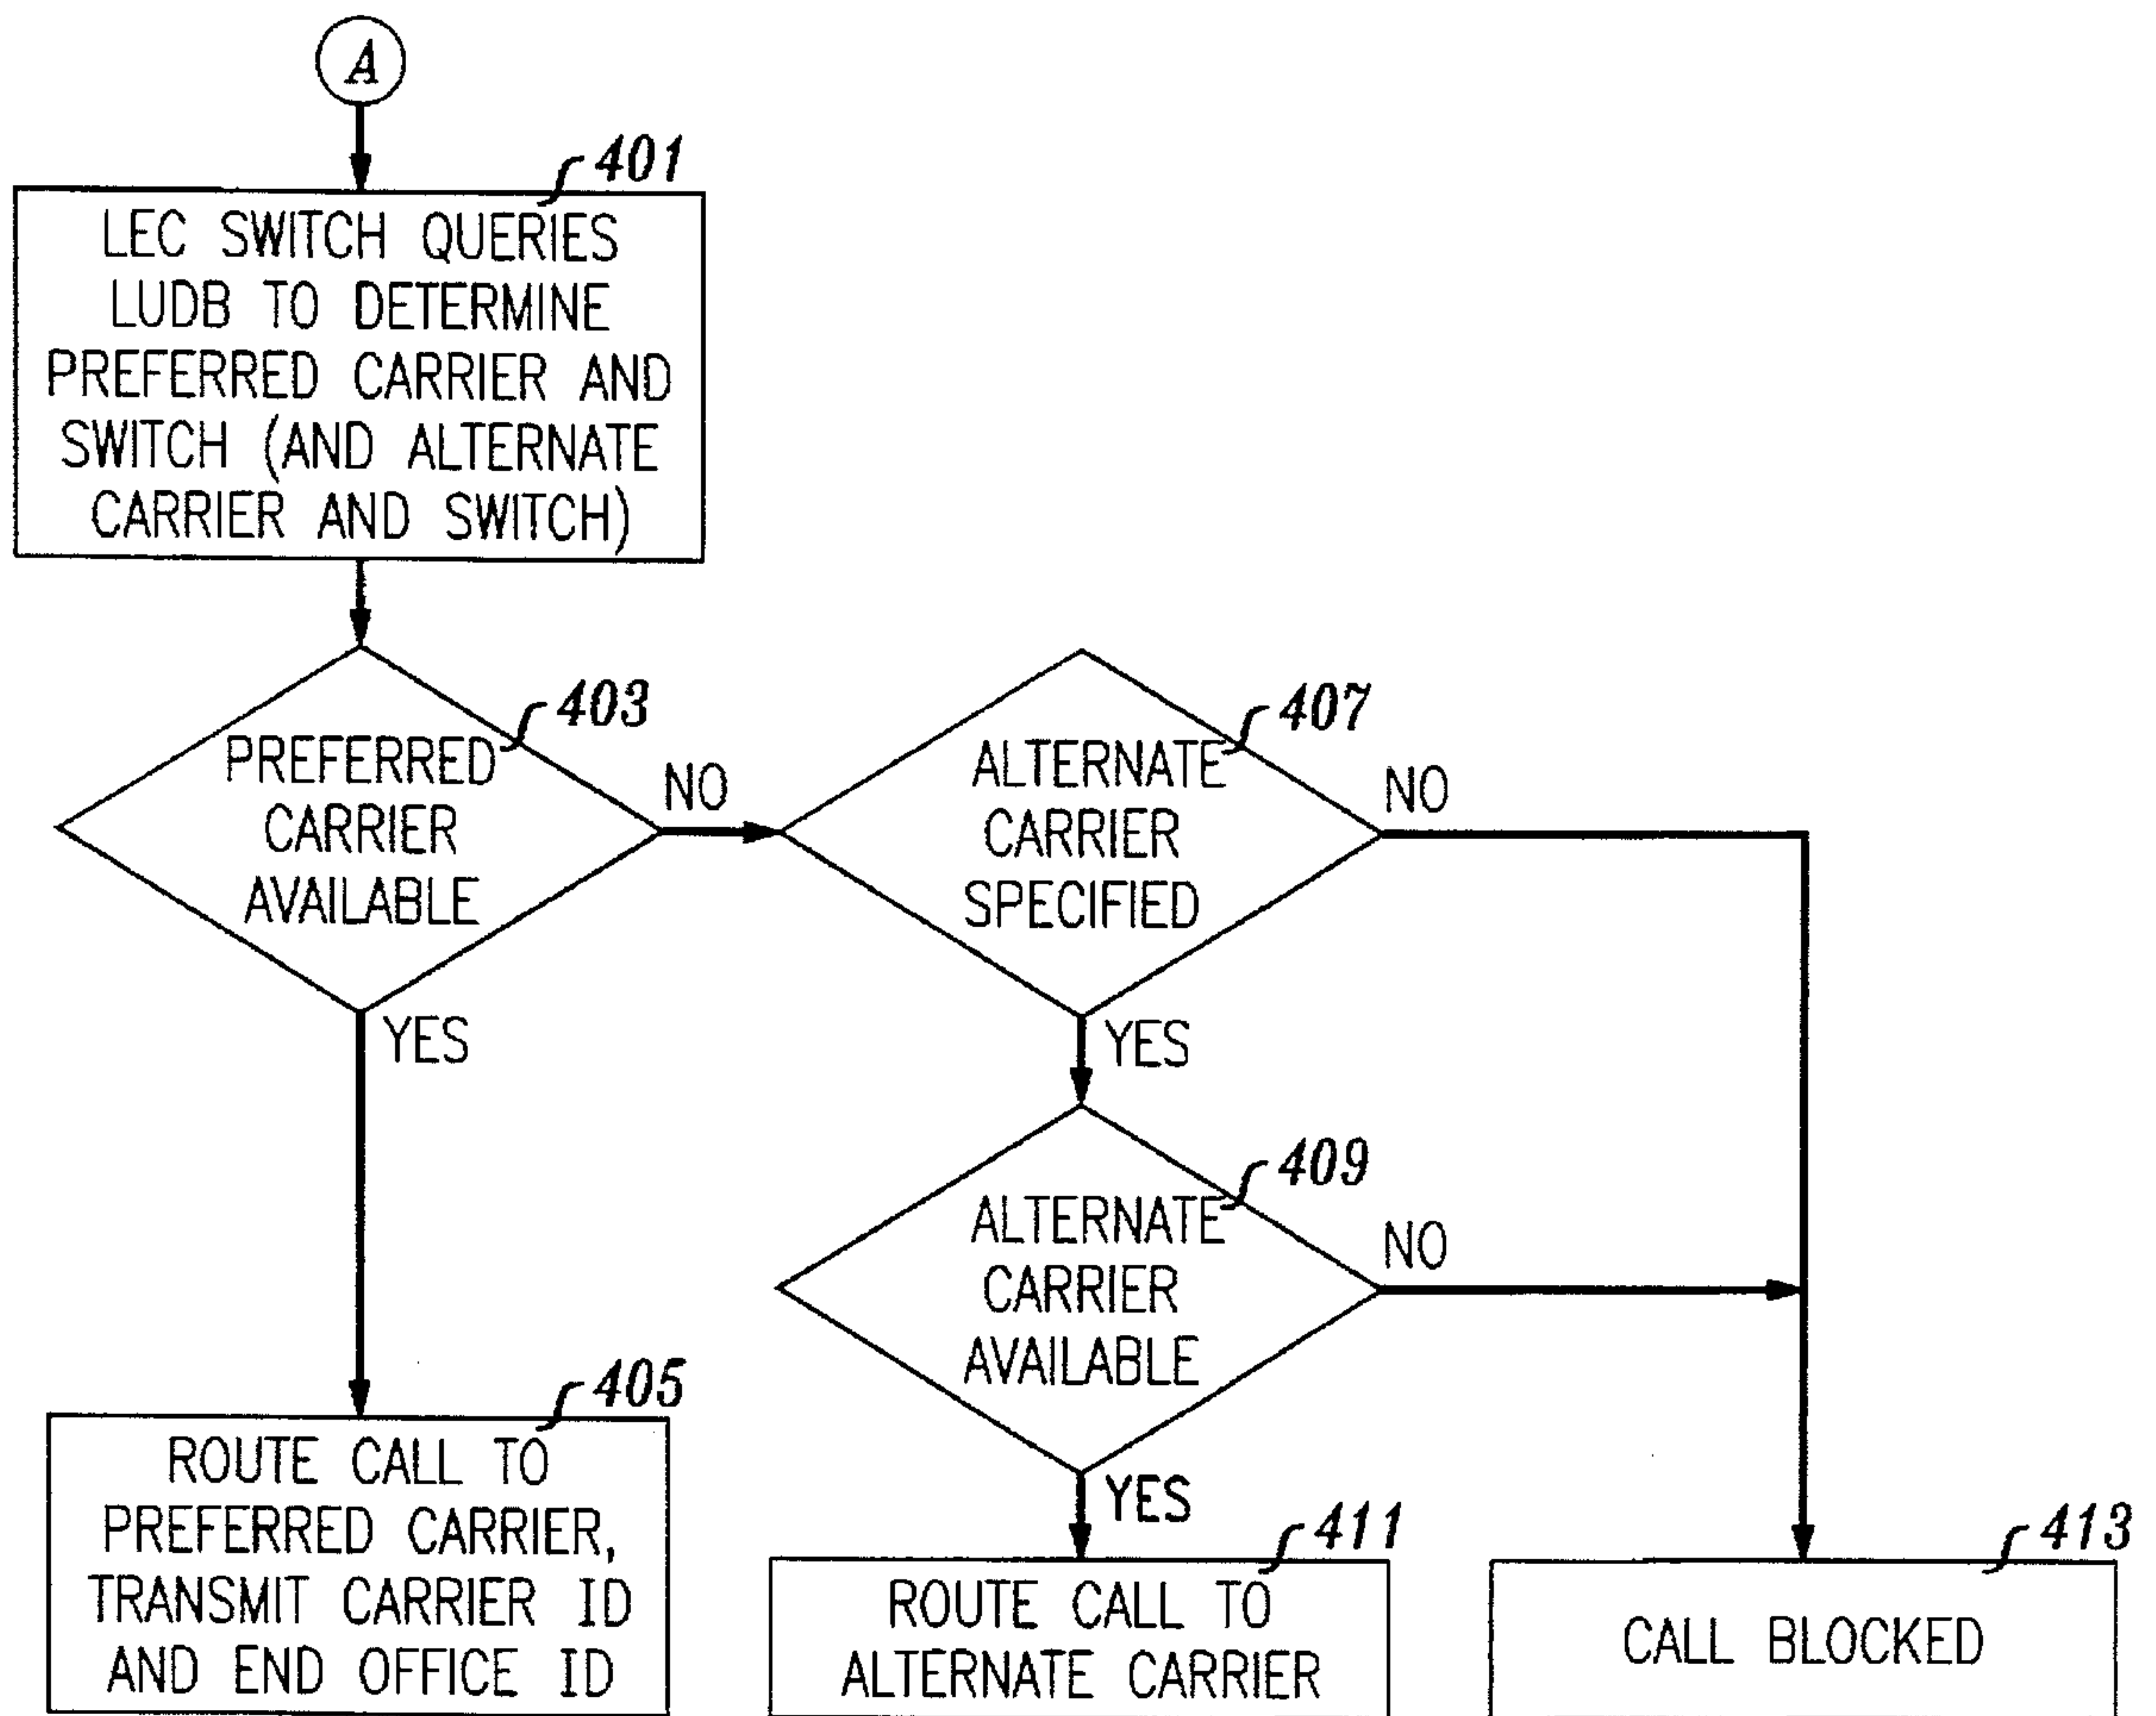 A
401
LEC SWITCH QUERIES
LUDB TO DETERMINE
PREFERRED CARRIER AND
SWITCH (AND ALTERNATE
CARRIER AND SWITCH)
403
PREFERRED
CARRIER
AVAILABLE
NO
YES
407
ALTERNATE
CARRIER
SPECIFIED
NO
YES
409
ALTERNATE
CARRIER
AVAILABLE
NO
YES
405
ROUTE CALL TO
PREFERRED CARRIER,
TRANSMIT CARRIER ID
AND END OFFICE ID
411
ROUTE CALL TO
ALTERNATE CARRIER
413
CALL BLOCKED